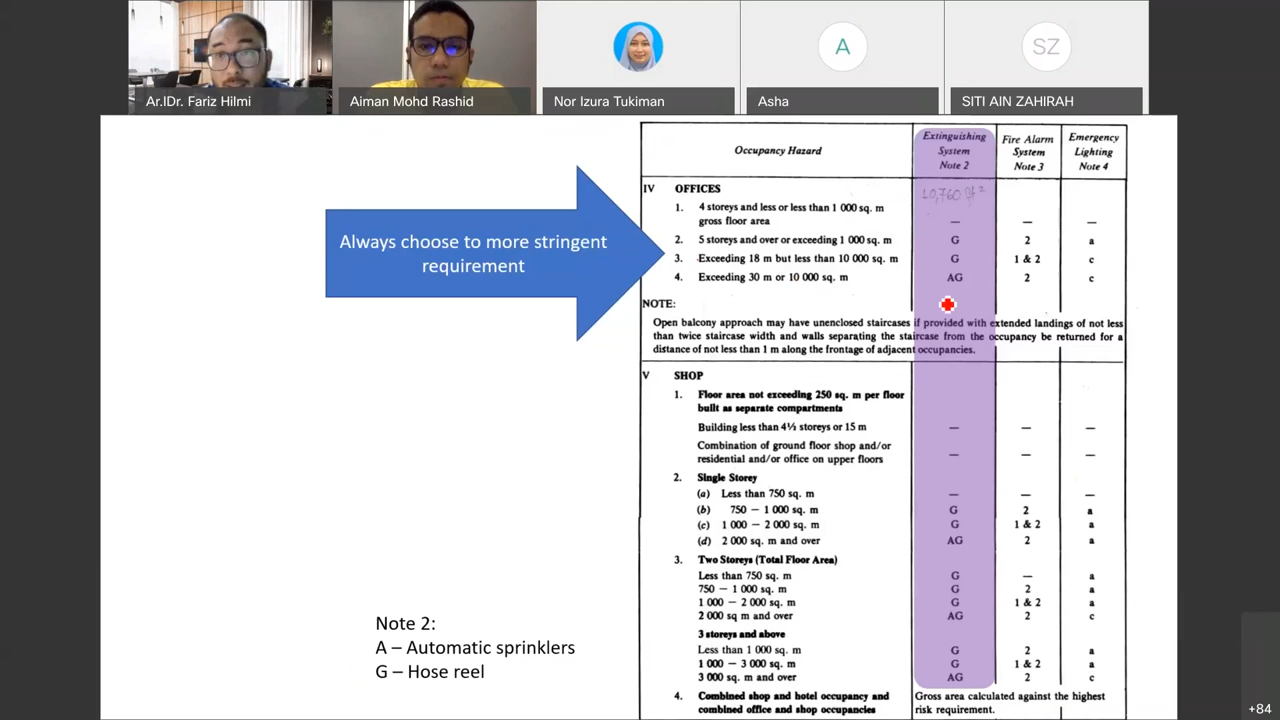 Ar.IDr. Fariz Hilmi
Aiman Mohd Rashid
Nor Izura Tukiman
A
Asha
SZ
SITI AIN ZAHIRAH
Always choose to more stringent
requirement
Occupancy Hazard
Extinguishing
System
Note 2
Fire Alarm
System
Note 3
Emergency
Lighting
Note 4
IV OFFICES
1. 4 storeys and less or less than 1 000 sq. m
gross floor area — — —
2. 5 storeys and over or exceeding 1 000 sq. m G 2 a
3. Exceeding 18 m but less than 10 000 sq. m G 1 & 2 c
4. Exceeding 30 m or 10 000 sq. m AG 2 c
NOTE:
Open balcony approach may have unenclosed staircases if provided with extended landings of not less
than twice staircase width and walls separating the staircase from the occupancy be returned for a
distance of not less than 1 m along the frontage of adjacent occupancies.
V SHOP
1. Floor area not exceeding 250 sq. m per floor
built as separate compartments
Building less than 4½ storeys or 15 m — — —
Combination of ground floor shop and/or
residential and/or office on upper floors — — —
2. Single Storey
(a) Less than 750 sq. m — — —
(b) 750 — 1 000 sq. m G 2 a
(c) 1 000 — 2 000 sq. m G 1 & 2 a
(d) 2 000 sq. m and over AG 2 a
3. Two Storeys (Total Floor Area)
Less than 750 sq. m G — a
750 — 1 000 sq. m G 2 a
1 000 — 2 000 sq. m G 1 & 2 a
2 000 sq m and over AG 2 c
3 storeys and above
Less than 1 000 sq. m G 2 a
1 000 — 3 000 sq. m G 1 & 2 a
3 000 sq. m and over AG 2 c
4. Combined shop and hotel occupancy and
combined office and shop occupancies
Gross area calculated against the highest
risk requirement.
Note 2:
A – Automatic sprinklers
G – Hose reel
+84